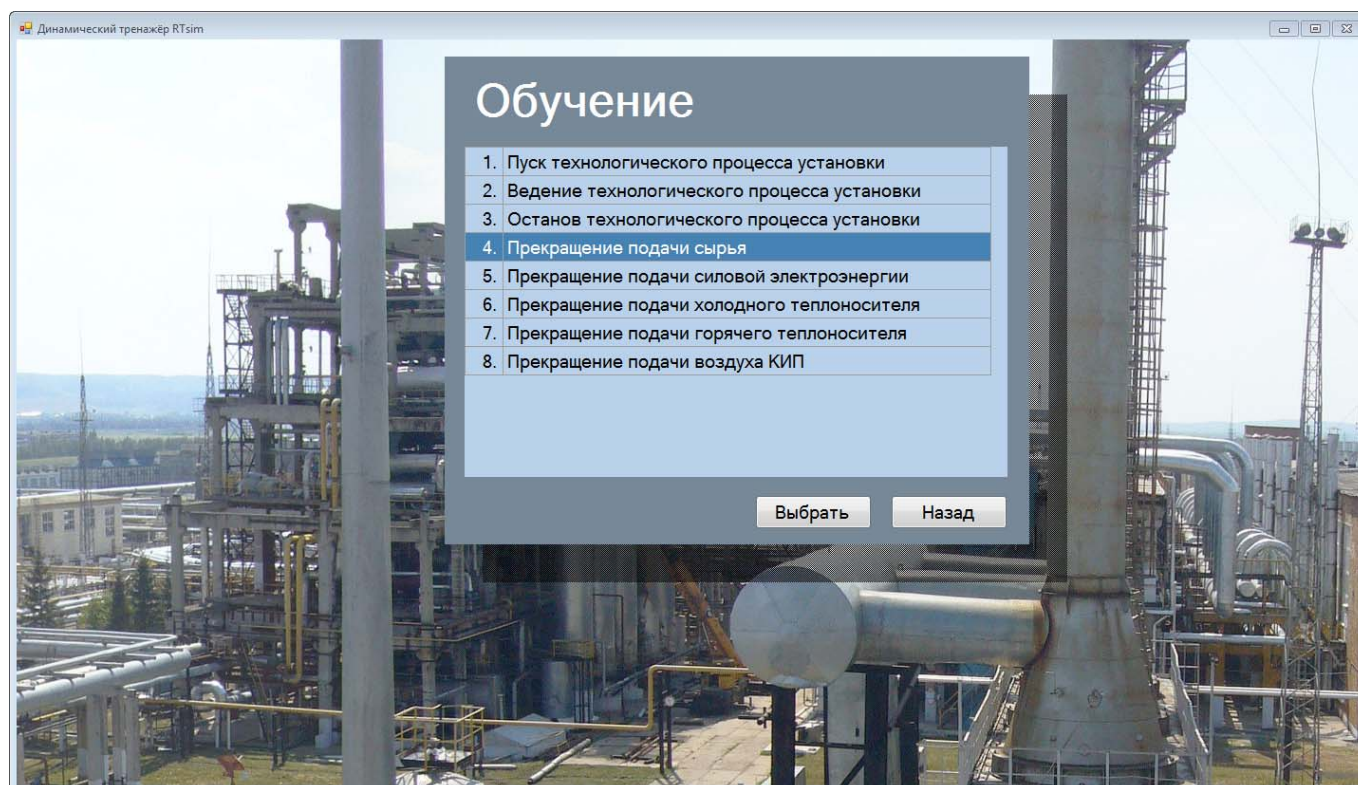 Динамический тренажёр RTsim
Обучение
1. Пуск технологического процесса установки
2. Ведение технологического процесса установки
3. Останов технологического процесса установки
4. Прекращение подачи сырья
5. Прекращение подачи силовой электроэнергии
6. Прекращение подачи холодного теплоносителя
7. Прекращение подачи горячего теплоносителя
8. Прекращение подачи воздуха КИП
Выбрать Назад